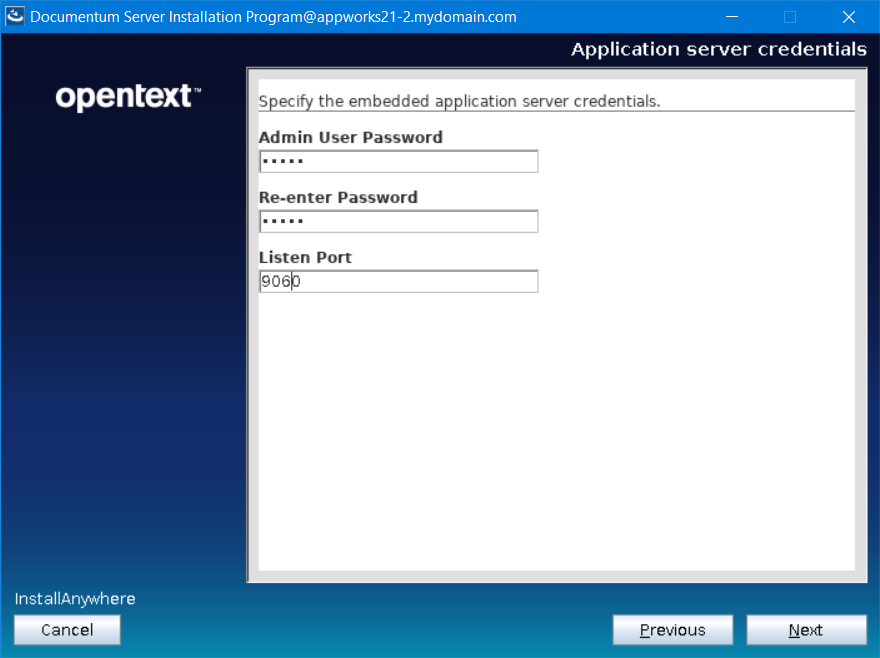 Documentum Server Installation Program@appworks21-2.mydomain.com
Application server credentials
opentext™
Specify the embedded application server credentials.
Admin User Password
•••••
Re-enter Password
•••••
Listen Port
9060
InstallAnywhere
Cancel
Previous
Next